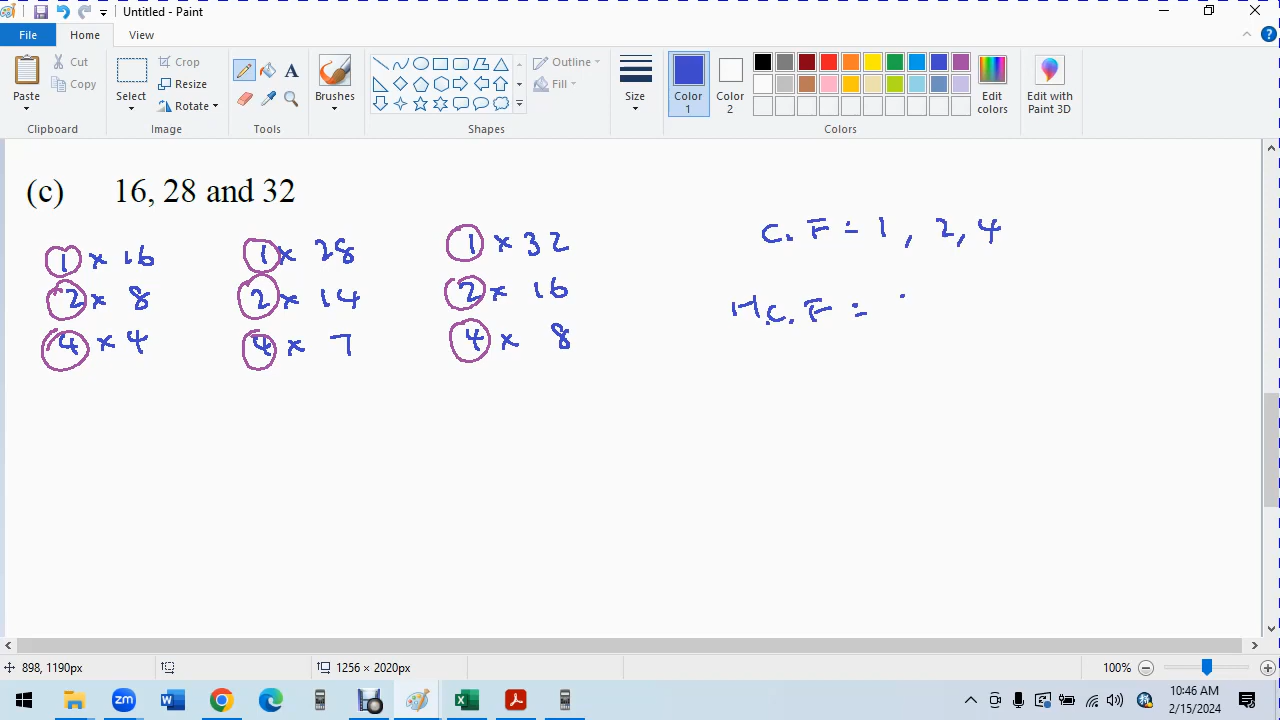 Untitled - Paint
File Home View
Paste Cut Copy Clipboard
Select Crop Resize Rotate Image
A Tools
Brushes
Outline Fill Shapes
Size
Color 1 Color 2 Edit colors Colors
Edit with Paint 3D
(c) 16, 28 and 32
1 × 16 1 × 28 1 × 32
2 × 8 2 × 14 2 × 16
4 × 4 4 × 7 4 × 8
C.F = 1, 2, 4
H.C.F =
898, 1190px 1256 × 2020px 100%
zm W X
10:46 AM
2/15/2024